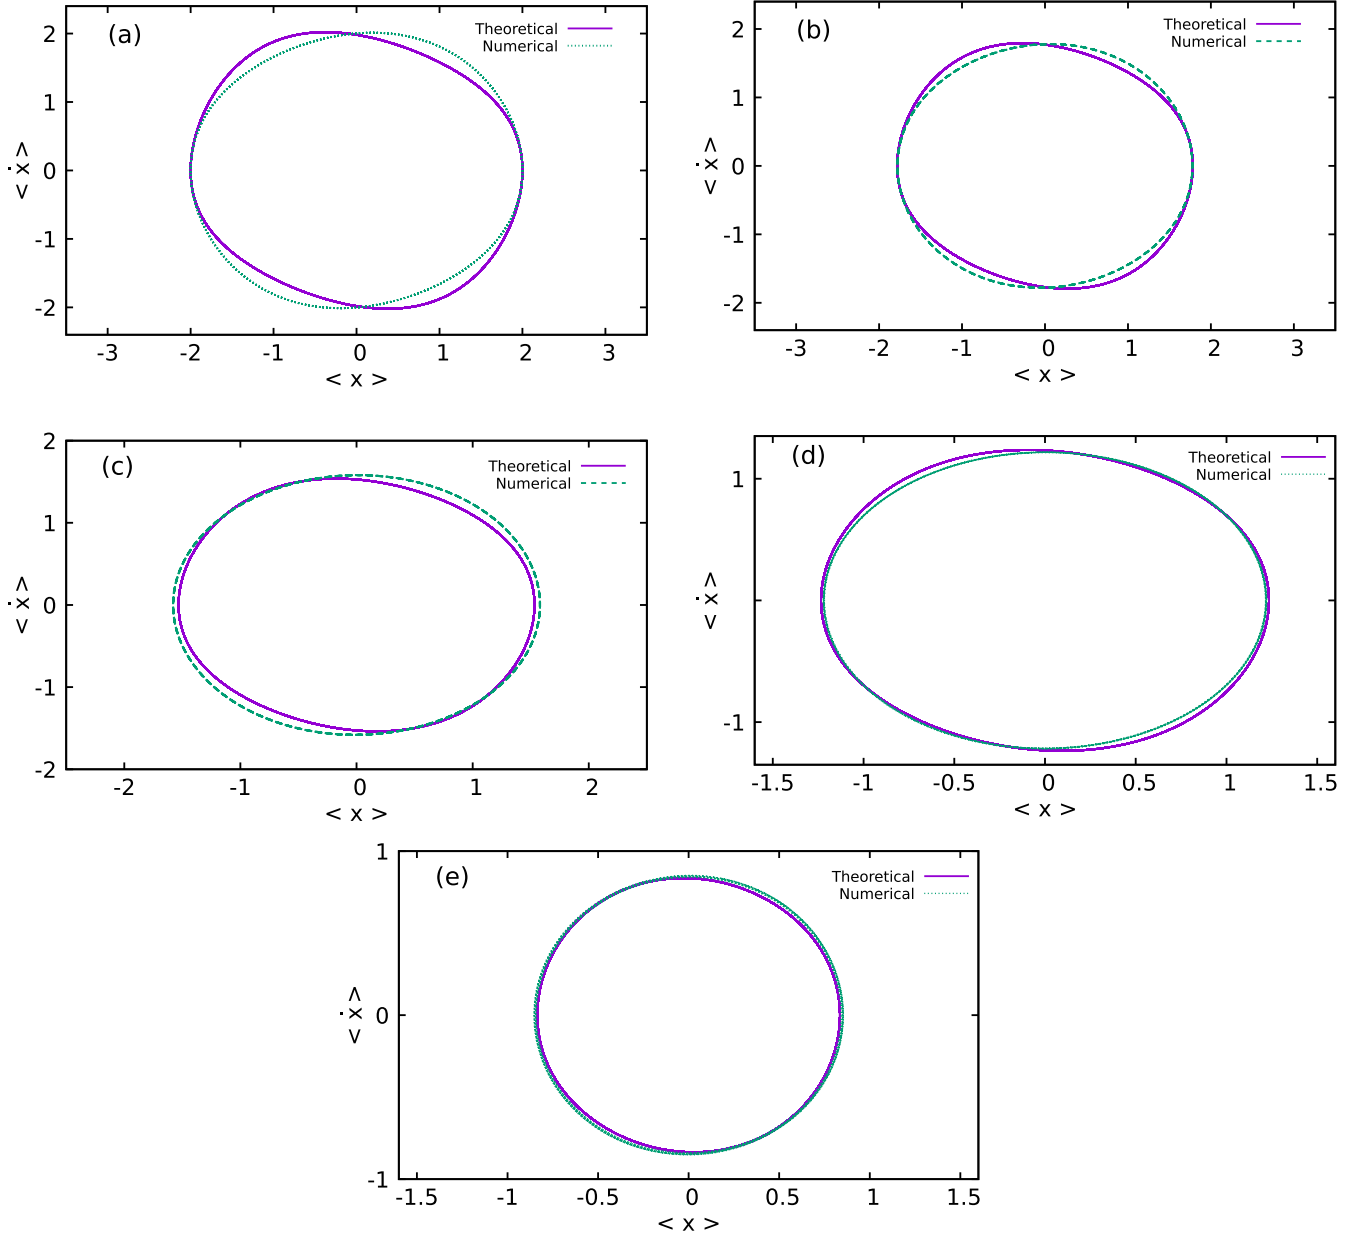 (a)
Theoretical
Numerical
2
1
0
-1
-2
< ẋ >
-3 -2 -1 0 1 2 3
< x >
(b)
Theoretical
Numerical
2
1
0
-1
-2
< ẋ >
-3 -2 -1 0 1 2 3
< x >
(c)
Theoretical
Numerical
2
1
0
-1
-2
< ẋ >
-2 -1 0 1 2
< x >
(d)
Theoretical
Numerical
1
-1
< ẋ >
-1.5 -1 -0.5 0 0.5 1 1.5
< x >
(e)
Theoretical
Numerical
1
0
-1
< ẋ >
-1.5 -1 -0.5 0 0.5 1 1.5
< x >